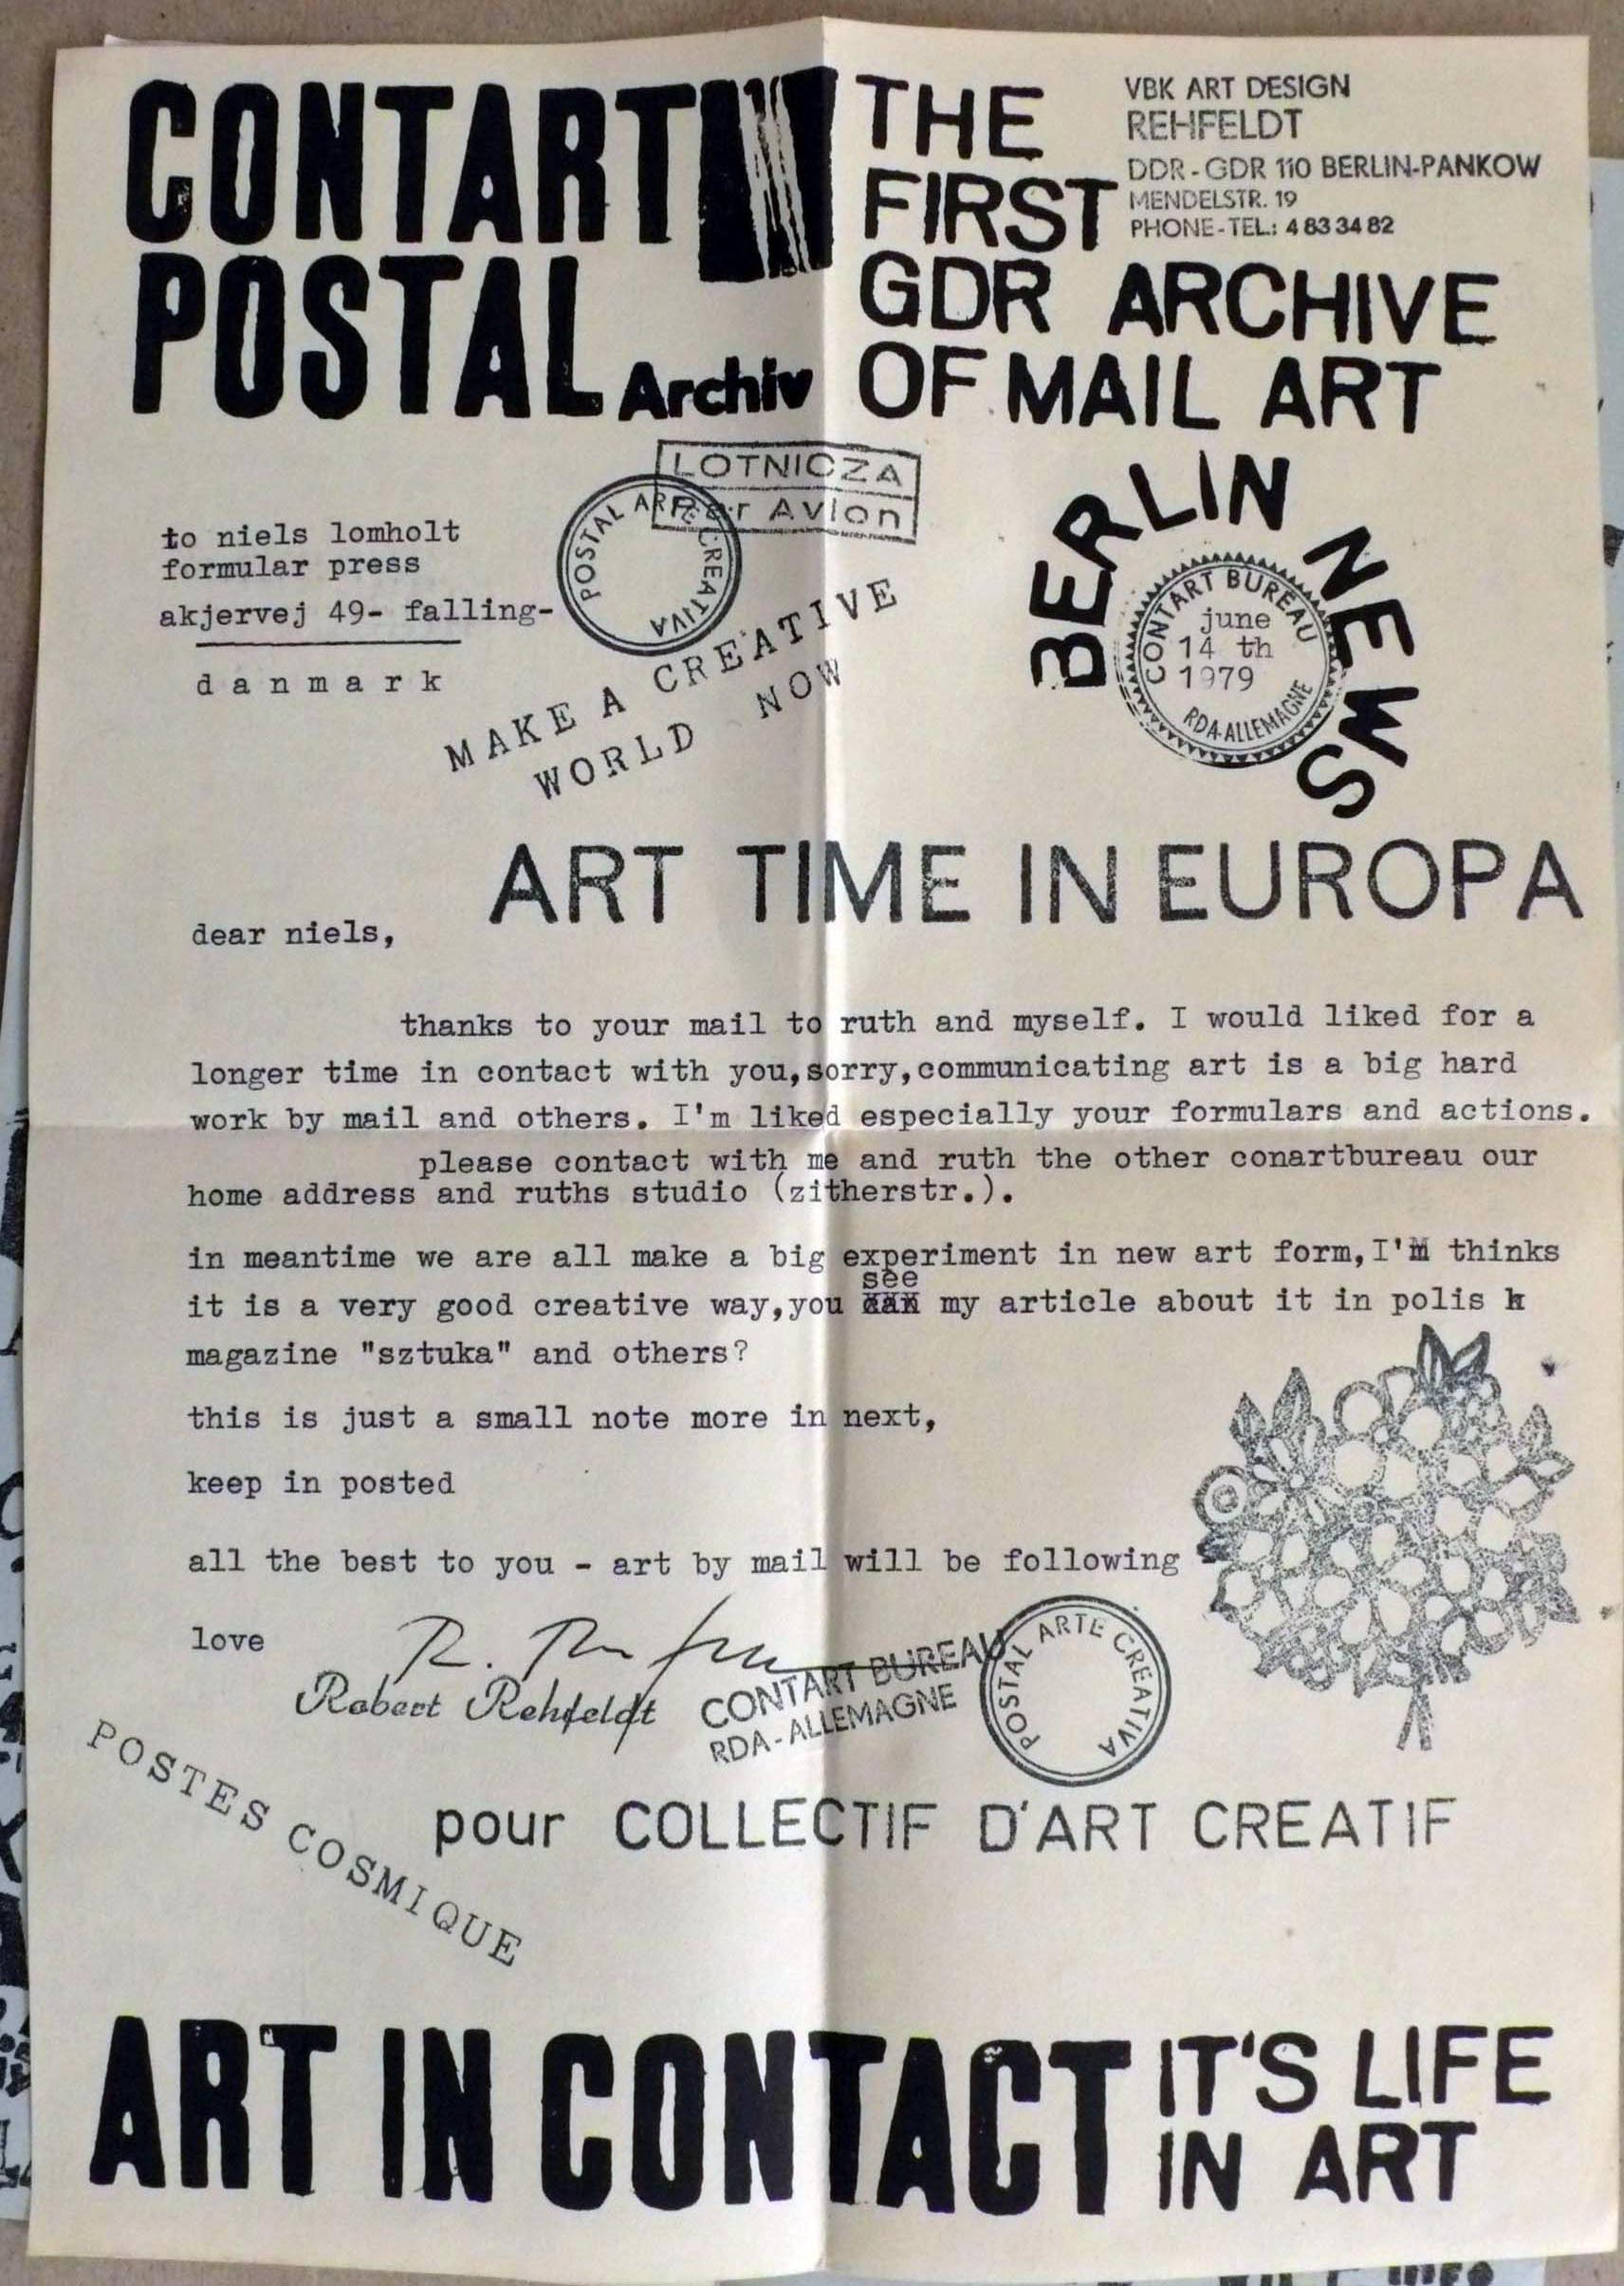 CONTART
POSTAL Archiv
THE
FIRST
GDR ARCHIVE
OF MAIL ART
VBK ART DESIGN
REHFELDT
DDR-GDR 110 BERLIN-PANKOW
MENDELSTR. 19
PHONE-TEL.: 4 83 34 82
LOTNICZA
Par Avion
POSTAL ARTE CREATIVA
to niels lomholt
formular press
akjervej 49- falling-
danmark
MAKE A CREATIVE
WORLD NOW
BERLIN NEWS
CONTART BUREAU
june
14 th
1979
RDA-ALLEMAGNE
ART TIME IN EUROPA
dear niels,
thanks to your mail to ruth and myself. I would liked for a
longer time in contact with you,sorry,communicating art is a big hard
work by mail and others. I'm liked especially your formulars and actions.
please contact with me and ruth the other conartbureau our
home address and ruths studio (zitherstr.).
in meantime we are all make a big experiment in new art form,I'M thinks
see
it is a very good creative way,you my article about it in polis
magazine "sztuka" and others?
this is just a small note more in next,
keep in posted
all the best to you - art by mail will be following
love
Robert Rehfeldt
CONTART BUREAU
RDA-ALLEMAGNE
POSTAL ARTE CREATIVA
POSTES COSMIQUE
pour COLLECTIF D'ART CREATIF
ART IN CONTACT IT'S LIFE
IN ART